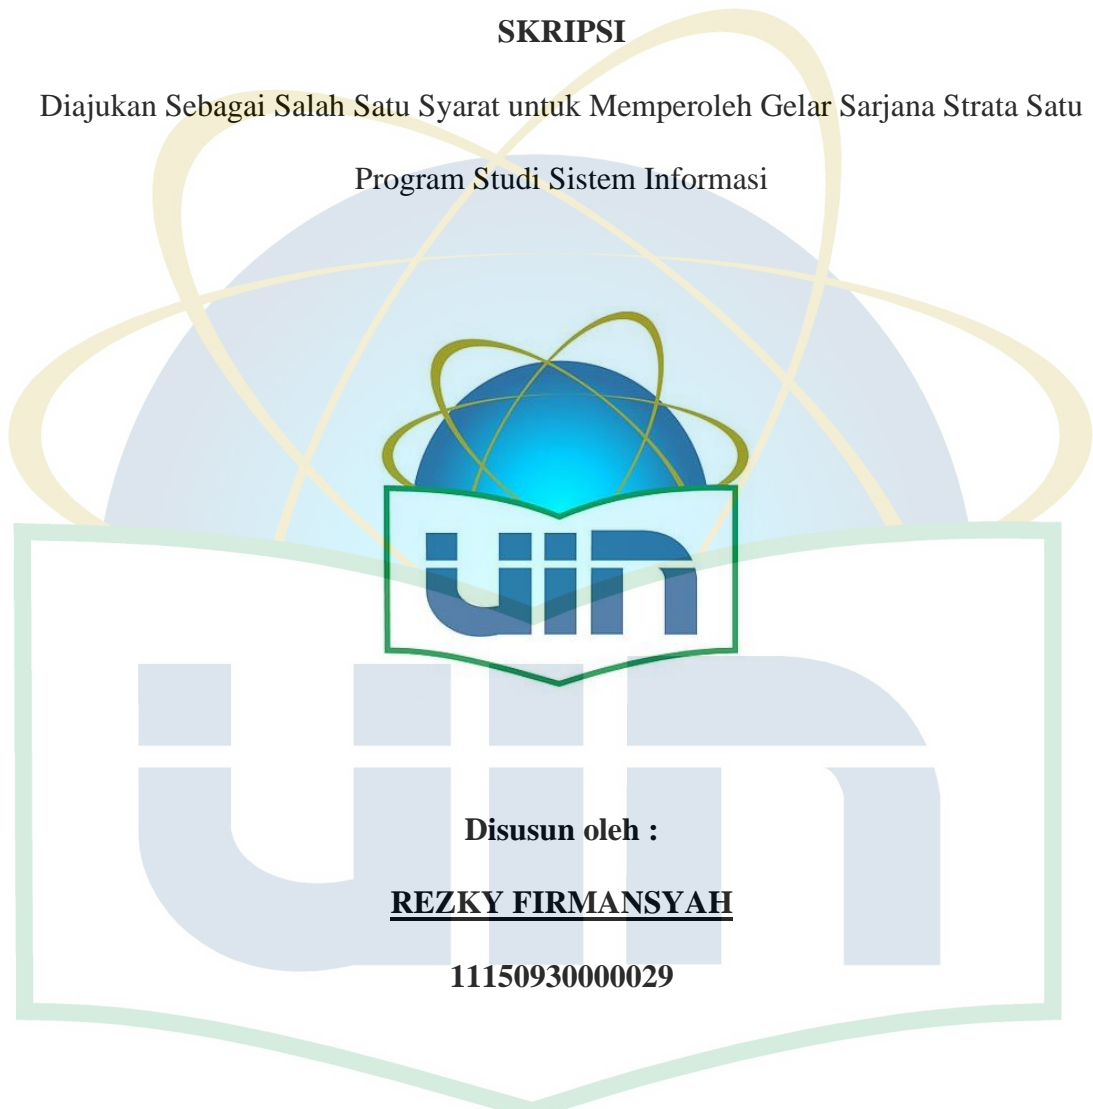 SKRIPSI
Diajukan Sebagai Salah Satu Syarat untuk Memperoleh Gelar Sarjana Strata Satu
Program Studi Sistem Informasi
uin
Disusun oleh :
REZKY FIRMANSYAH
11150930000029